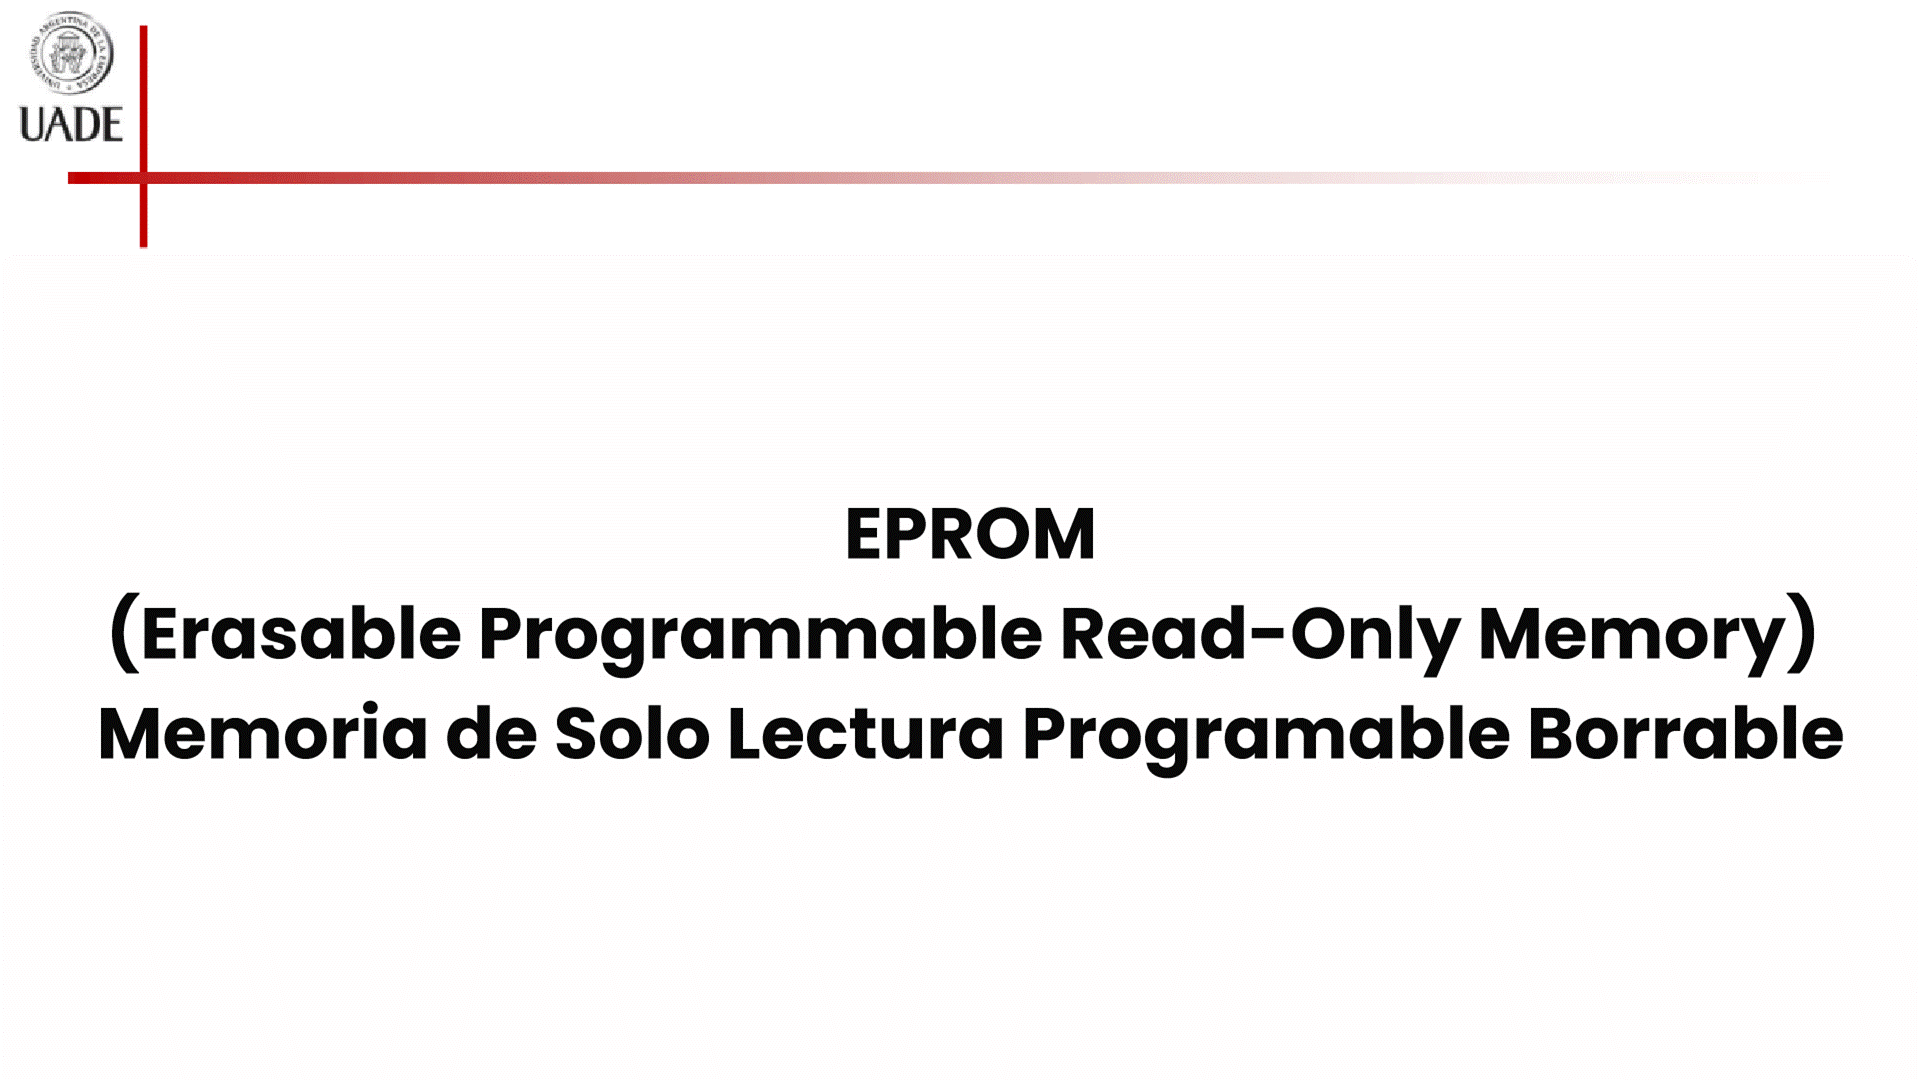 UNIVERSIDAD ARGENTINA DE LA EMPRESA
UADE
EPROM
(Erasable Programmable Read-Only Memory)
Memoria de Solo Lectura Programable Borrable